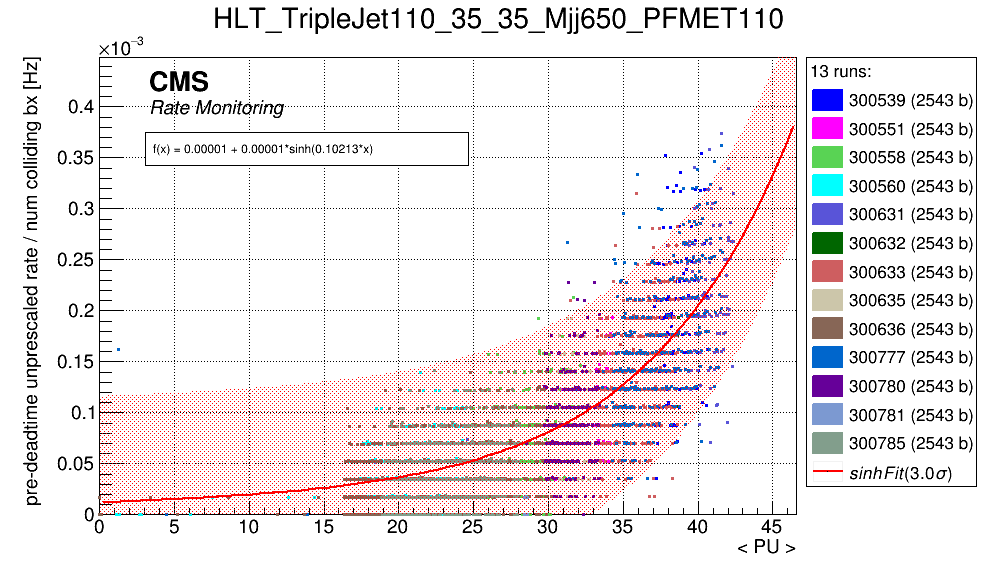 HLT_TripleJet110_35_35_Mjj650_PFMET110
×10⁻³
pre-deadtime unprescaled rate / num colliding bx [Hz]
CMS
Rate Monitoring
f(x) = 0.00001 + 0.00001*sinh(0.10213*x)
0.4
0.35
0.3
0.25
0.2
0.15
0.1
0.05
0
0 5 10 15 20 25 30 35 40 45
< PU >
13 runs:
300539 (2543 b)
300551 (2543 b)
300558 (2543 b)
300560 (2543 b)
300631 (2543 b)
300632 (2543 b)
300633 (2543 b)
300635 (2543 b)
300636 (2543 b)
300777 (2543 b)
300780 (2543 b)
300781 (2543 b)
300785 (2543 b)
sinhFit(3.0σ)